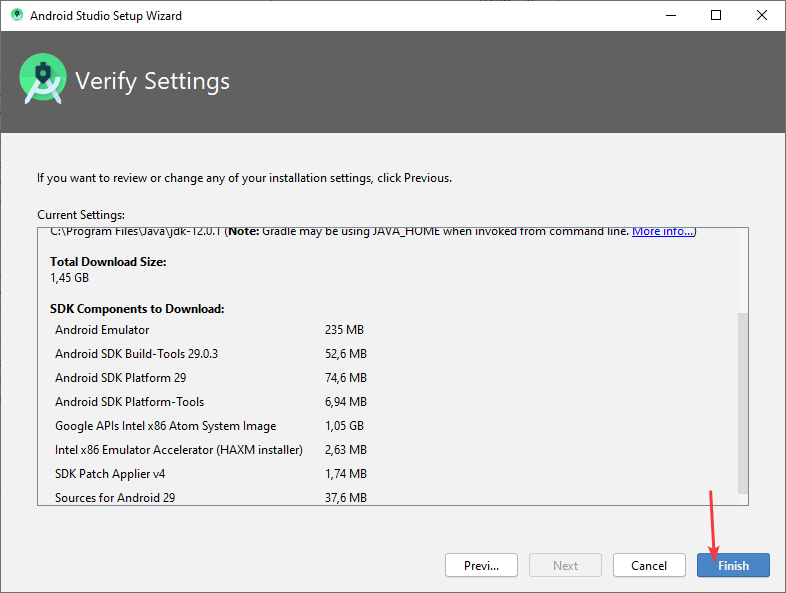 Android Studio Setup Wizard
Verify Settings
If you want to review or change any of your installation settings, click Previous.
Current Settings:
C:\Program Files\Java\jdk-12.0.1 (Note: Gradle may be using JAVA_HOME when invoked from command line. More info...)
Total Download Size:
1,45 GB
SDK Components to Download:
Android Emulator 235 MB
Android SDK Build-Tools 29.0.3 52,6 MB
Android SDK Platform 29 74,6 MB
Android SDK Platform-Tools 6,94 MB
Google APIs Intel x86 Atom System Image 1,05 GB
Intel x86 Emulator Accelerator (HAXM installer) 2,63 MB
SDK Patch Applier v4 1,74 MB
Sources for Android 29 37,6 MB
Previ... Next Cancel Finish